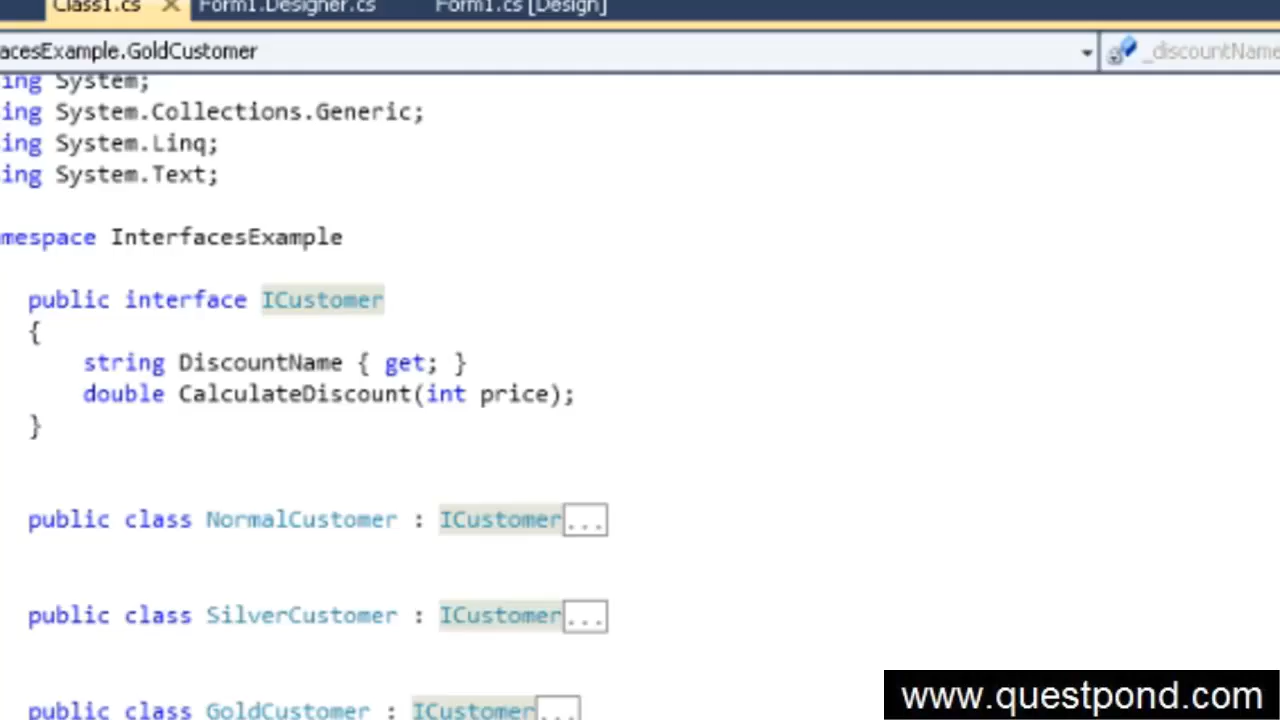 Class1.cs X Form1.Designer.cs Form1.cs [Design]
acesExample.GoldCustomer _discountName
ing System;
ing System.Collections.Generic;
ing System.Linq;
ing System.Text;
mespace InterfacesExample
public interface ICustomer
{
string DiscountName { get; }
double CalculateDiscount(int price);
}
public class NormalCustomer : ICustomer...
public class SilverCustomer : ICustomer...
public class GoldCustomer : ICustomer...
www.questpond.com